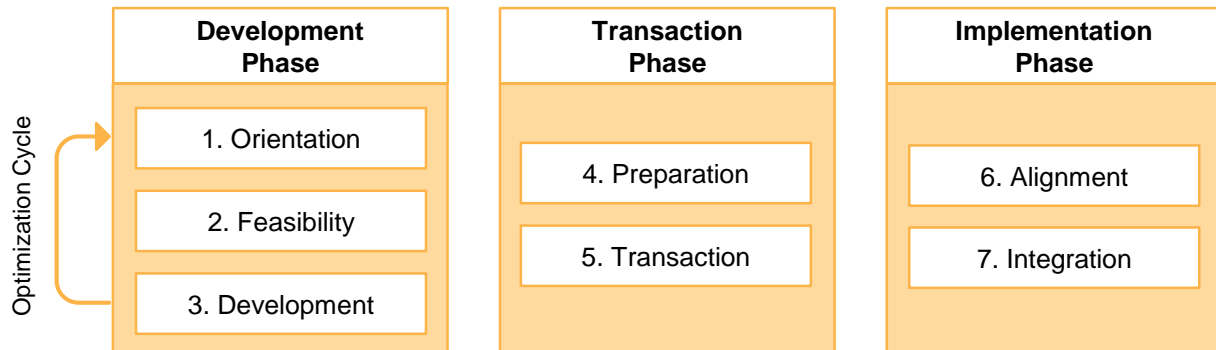 Optimization Cycle
Development
Phase
1. Orientation
2. Feasibility
3. Development
Transaction
Phase
4. Preparation
5. Transaction
Implementation
Phase
6. Alignment
7. Integration